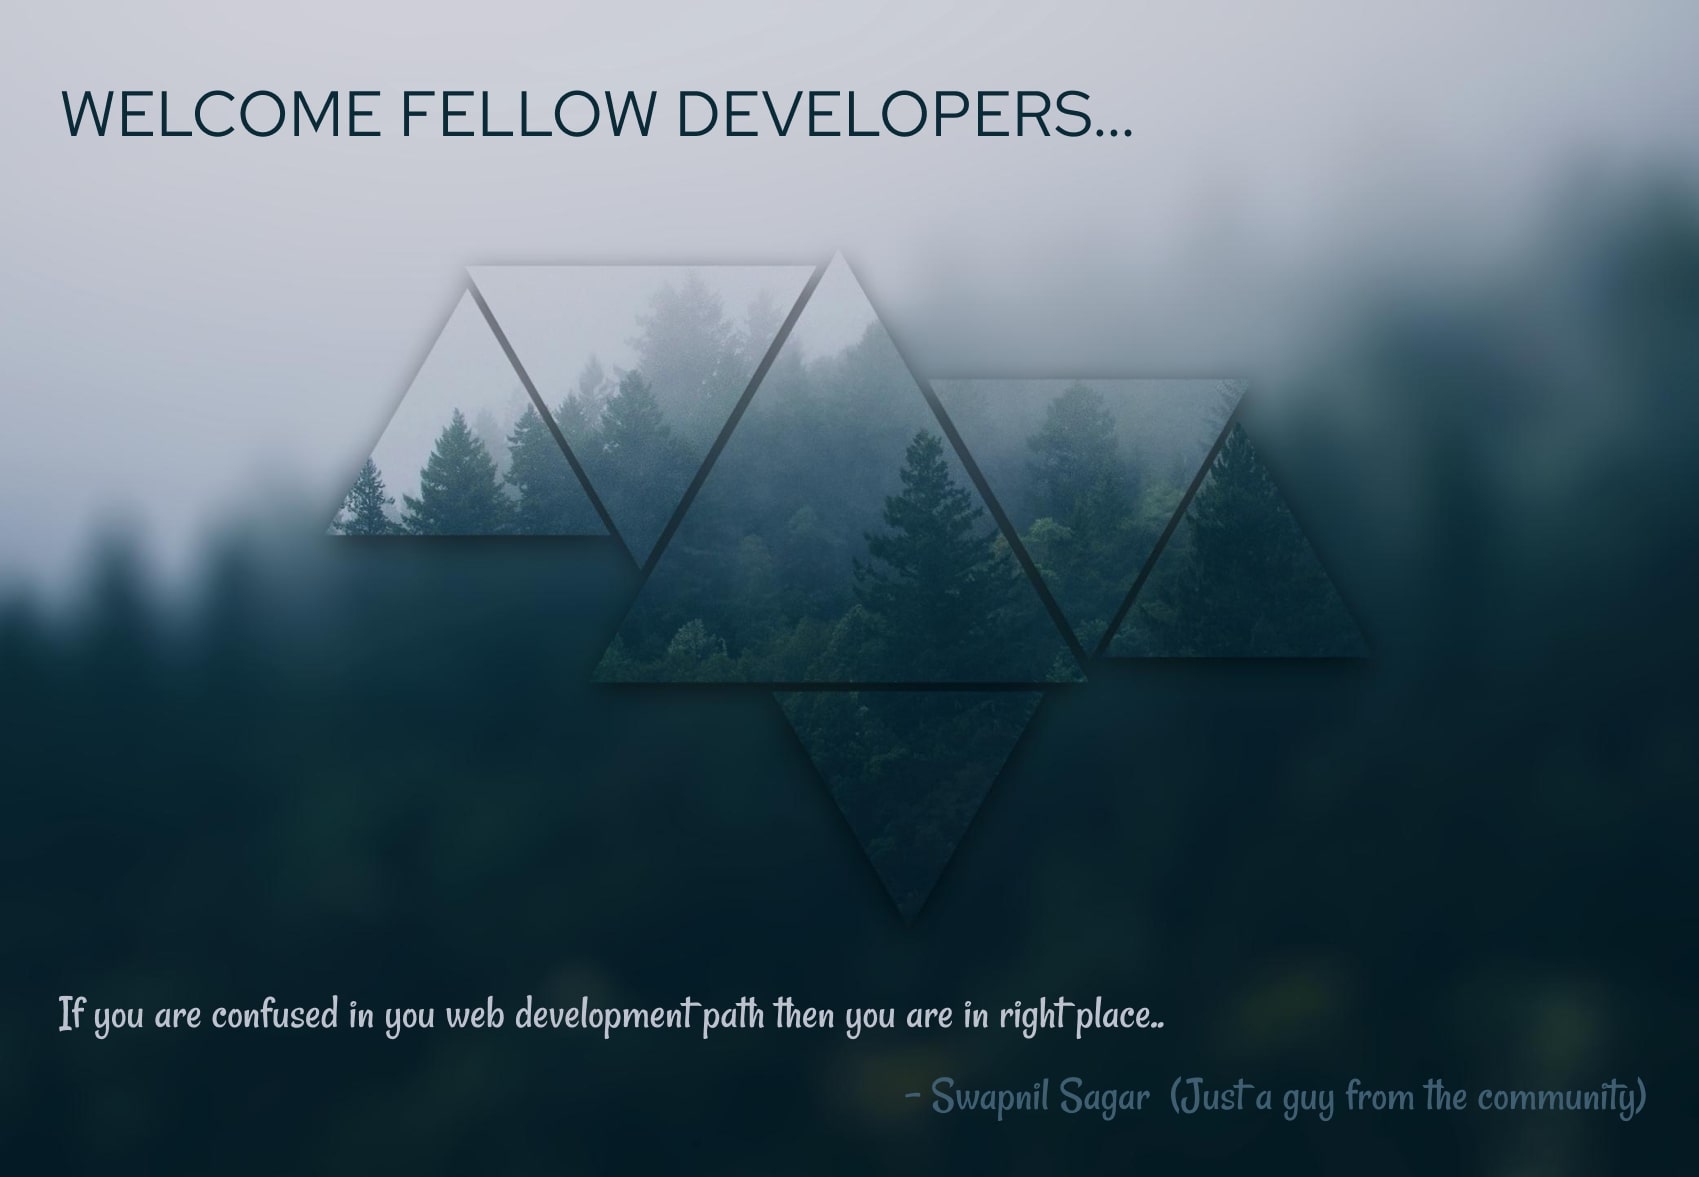 WELCOME FELLOW DEVELOPERS...
If you are confused in you web development path then you are in right place..
- Swapnil Sagar (Just a guy from the community)